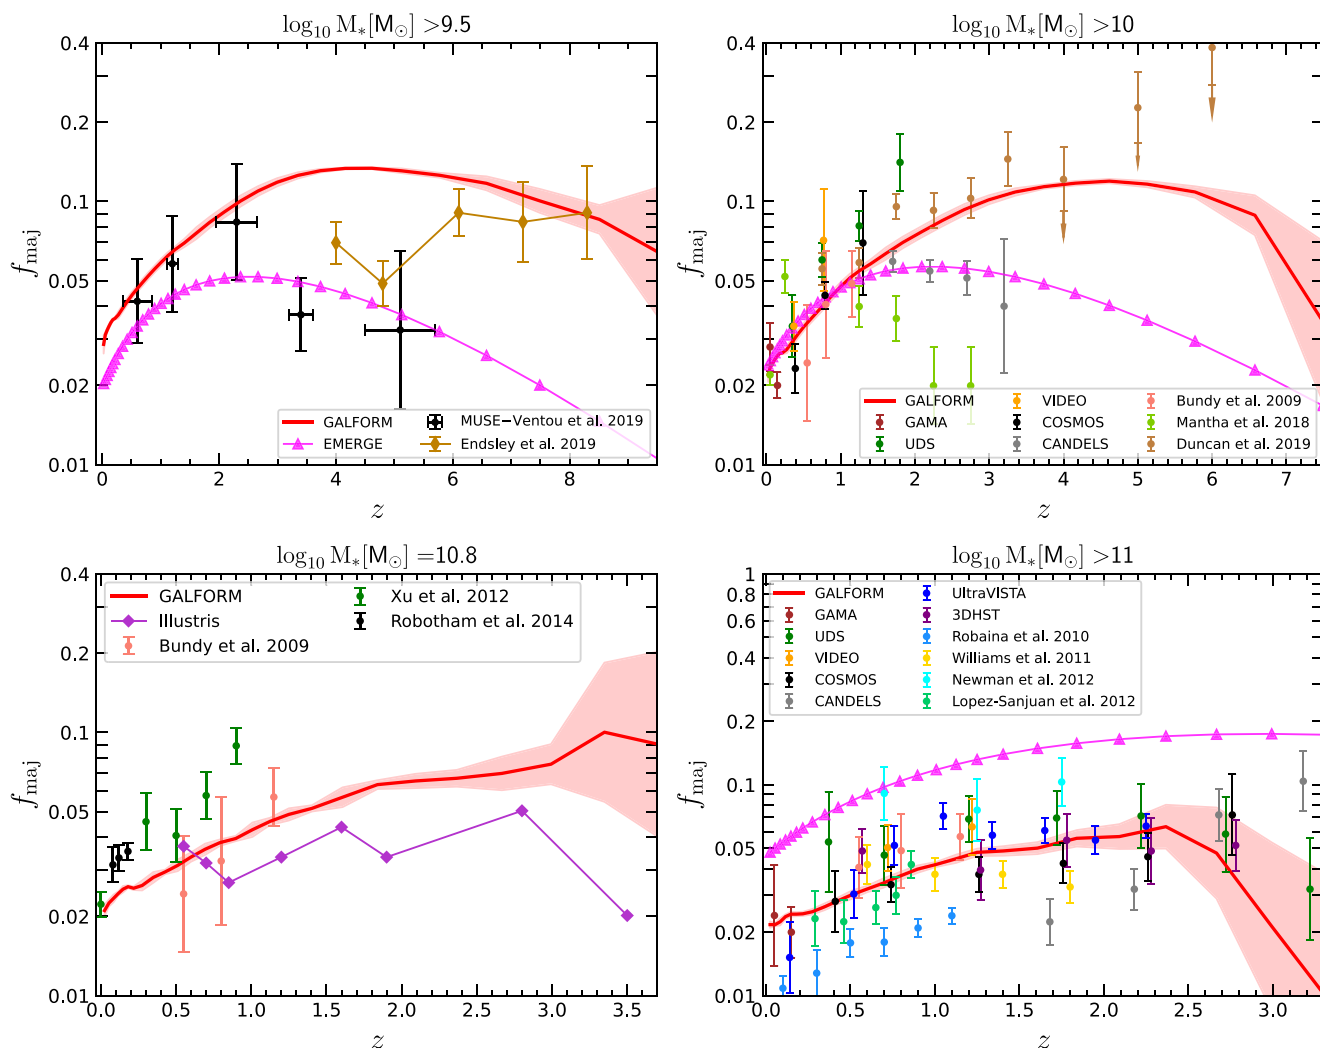 log₁₀ M*[M⊙] >9.5
0.4
0.2
0.1
0.05
0.02
0.01
f_maj
0 2 4 6 8
z
GALFORM
EMERGE
MUSE−Ventou et al. 2019
Endsley et al. 2019
log₁₀ M*[M⊙] >10
0.4
0.2
0.1
0.05
0.02
0.01
f_maj
0 1 2 3 4 5 6 7
z
GALFORM
GAMA
UDS
VIDEO
COSMOS
CANDELS
Bundy et al. 2009
Mantha et al. 2018
Duncan et al. 2019
log₁₀ M*[M⊙] =10.8
0.4
0.2
0.1
0.05
0.02
0.01
f_maj
0.0 0.5 1.0 1.5 2.0 2.5 3.0 3.5
z
GALFORM
Illustris
Bundy et al. 2009
Xu et al. 2012
Robotham et al. 2014
log₁₀ M*[M⊙] >11
1
0.8
0.6
0.4
0.2
0.1
0.05
0.02
0.01
f_maj
0.0 0.5 1.0 1.5 2.0 2.5 3.0
z
GALFORM
GAMA
UDS
VIDEO
COSMOS
CANDELS
UltraVISTA
3DHST
Robaina et al. 2010
Williams et al. 2011
Newman et al. 2012
Lopez-Sanjuan et al. 2012